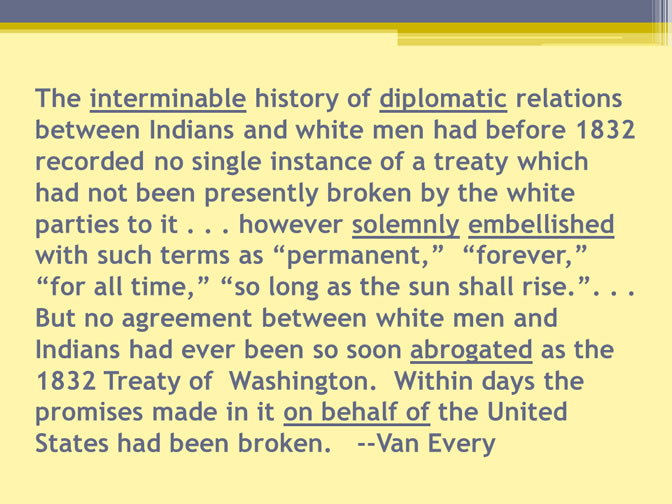 The interminable history of diplomatic relations
between Indians and white men had before 1832
recorded no single instance of a treaty which
had not been presently broken by the white
parties to it . . . however solemnly embellished
with such terms as “permanent,” “forever,”
“for all time,” “so long as the sun shall rise.”. . .
But no agreement between white men and
Indians had ever been so soon abrogated as the
1832 Treaty of Washington. Within days the
promises made in it on behalf of the United
States had been broken. --Van Every